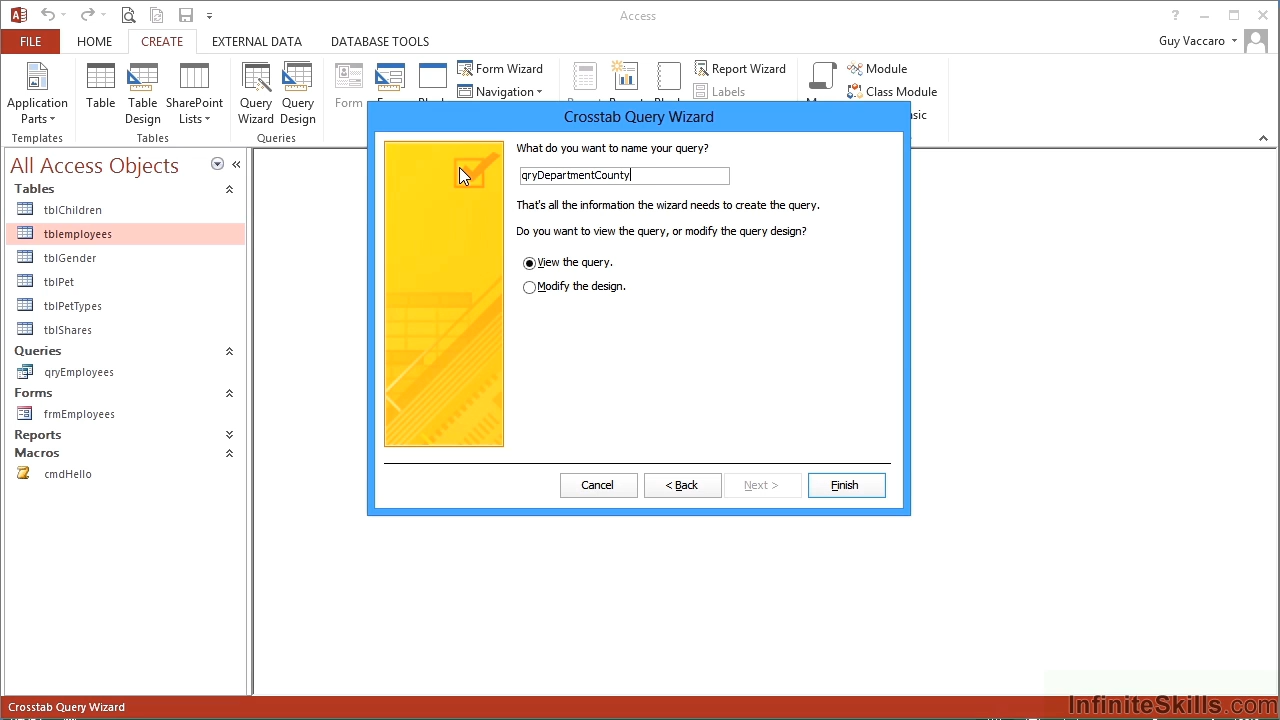 Access
?
Guy Vaccaro
FILE HOME CREATE EXTERNAL DATA DATABASE TOOLS
Application Parts
Templates
Table
Table Design
SharePoint Lists
Tables
Query Wizard
Query Design
Queries
Form
Form Wizard
Navigation
Report Wizard
Labels
Module
Class Module
Crosstab Query Wizard
What do you want to name your query?
qryDepartmentCounty
That's all the information the wizard needs to create the query.
Do you want to view the query, or modify the query design?
View the query.
Modify the design.
Cancel < Back Next > Finish
All Access Objects
Tables
tblChildren
tblemployees
tblGender
tblPet
tblPetTypes
tblShares
Queries
qryEmployees
Forms
frmEmployees
Reports
Macros
cmdHello
Crosstab Query Wizard
InfiniteSkills.com